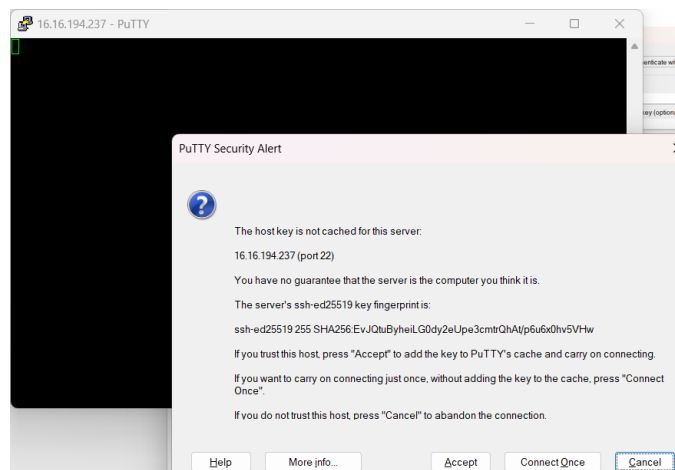 16.16.194.237 - PuTTY
enticate wi
key (option
PuTTY Security Alert
The host key is not cached for this server:
16.16.194.237 (port 22)
You have no guarantee that the server is the computer you think it is.
The server's ssh-ed25519 key fingerprint is:
ssh-ed25519 255 SHA256:EvJQtuByheiLG0dy2eUpe3cmtrQhAt/p6u6x0hv5VHw
If you trust this host, press "Accept" to add the key to PuTTY's cache and carry on connecting.
If you want to carry on connecting just once, without adding the key to the cache, press "Connect
Once".
If you do not trust this host, press "Cancel" to abandon the connection.
Help More info... Accept Connect Once Cancel